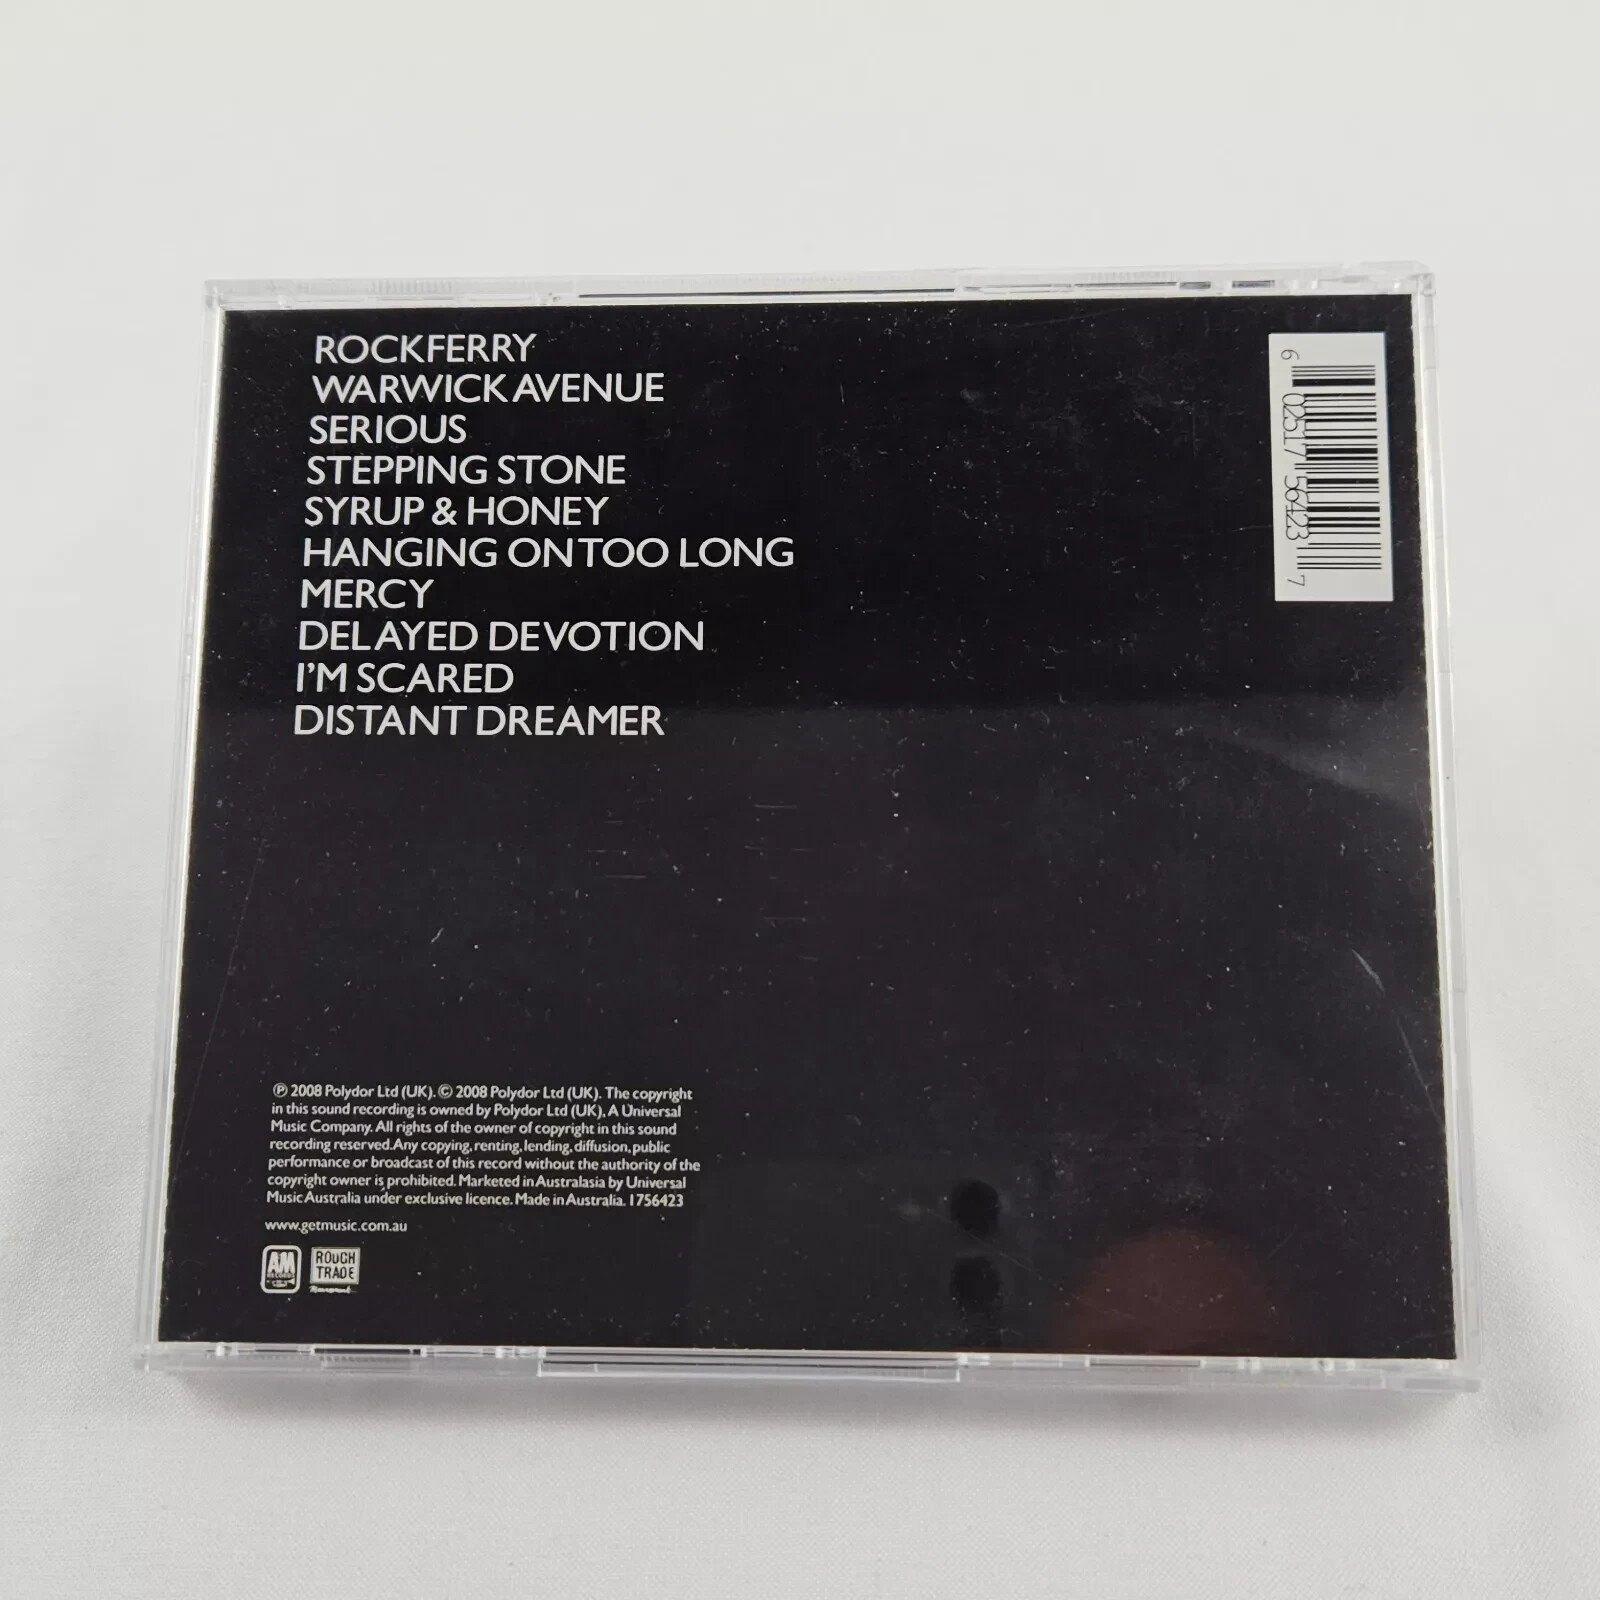 ROCKFERRY
WARWICK AVENUE
SERIOUS
STEPPING STONE
SYRUP & HONEY
HANGING ON TOO LONG
MERCY
DELAYED DEVOTION
I'M SCARED
DISTANT DREAMER
6 02517 56423 7
℗ 2008 Polydor Ltd (UK). © 2008 Polydor Ltd (UK). The copyright
in this sound recording is owned by Polydor Ltd (UK), A Universal
Music Company. All rights of the owner of copyright in this sound
recording reserved. Any copying, renting, lending, diffusion, public
performance or broadcast of this record without the authority of the
copyright owner is prohibited. Marketed in Australasia by Universal
Music Australia under exclusive licence. Made in Australia. 1756423
www.getmusic.com.au
AM
RECORDS
ROUGH
TRADE